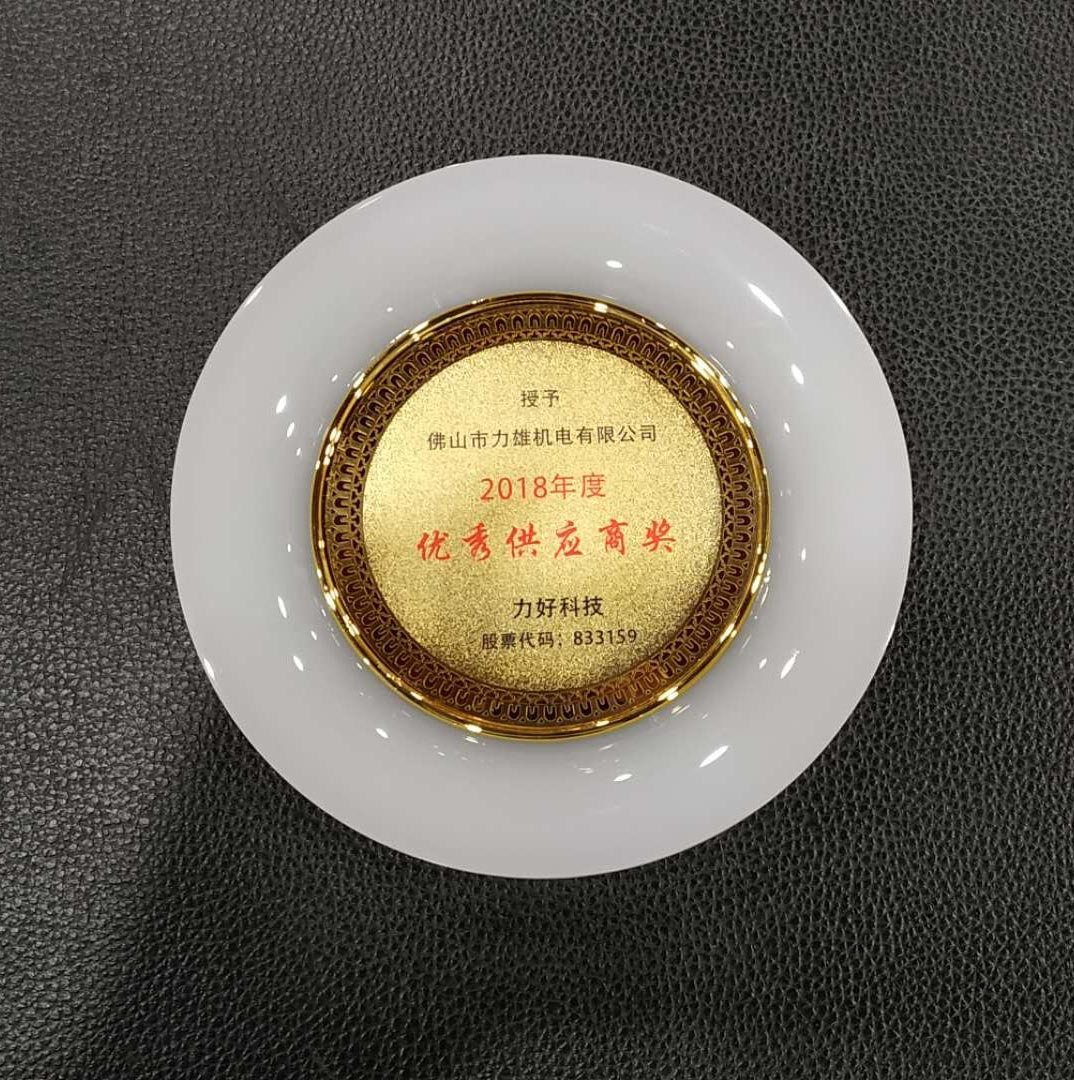 授予
佛山市力雄机电有限公司
2018年度
优秀供应商奖
力好科技
股票代码：833159